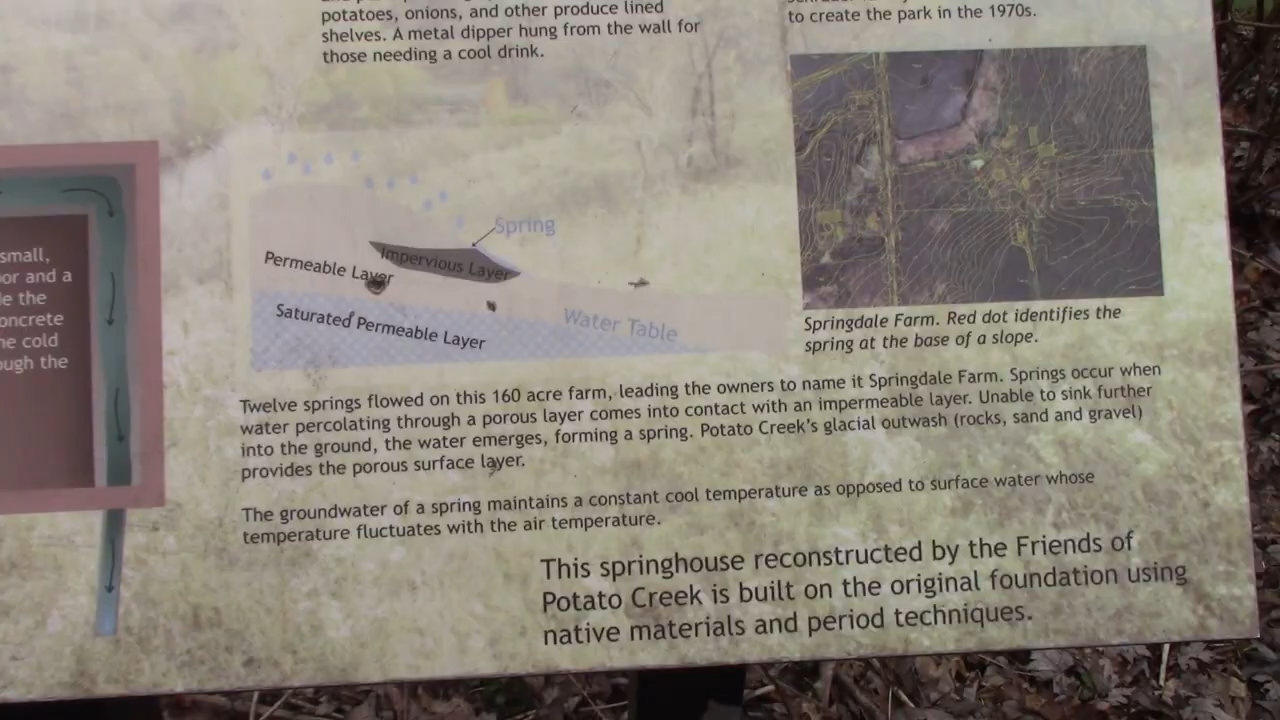 potatoes, onions, and other produce lined
shelves. A metal dipper hung from the wall for
those needing a cool drink.
to create the park in the 1970s.
small,
or and a
the
oncrete
cold
ough the
Spring
Impervious Layer
Permeable Layer
Saturated Permeable Layer
Water Table
Springdale Farm. Red dot identifies the
spring at the base of a slope.
Twelve springs flowed on this 160 acre farm, leading the owners to name it Springdale Farm. Springs occur when
water percolating through a porous layer comes into contact with an impermeable layer. Unable to sink further
into the ground, the water emerges, forming a spring. Potato Creek's glacial outwash (rocks, sand and gravel)
provides the porous surface layer.
The groundwater of a spring maintains a constant cool temperature as opposed to surface water whose
temperature fluctuates with the air temperature.
This springhouse reconstructed by the Friends of
Potato Creek is built on the original foundation using
native materials and period techniques.